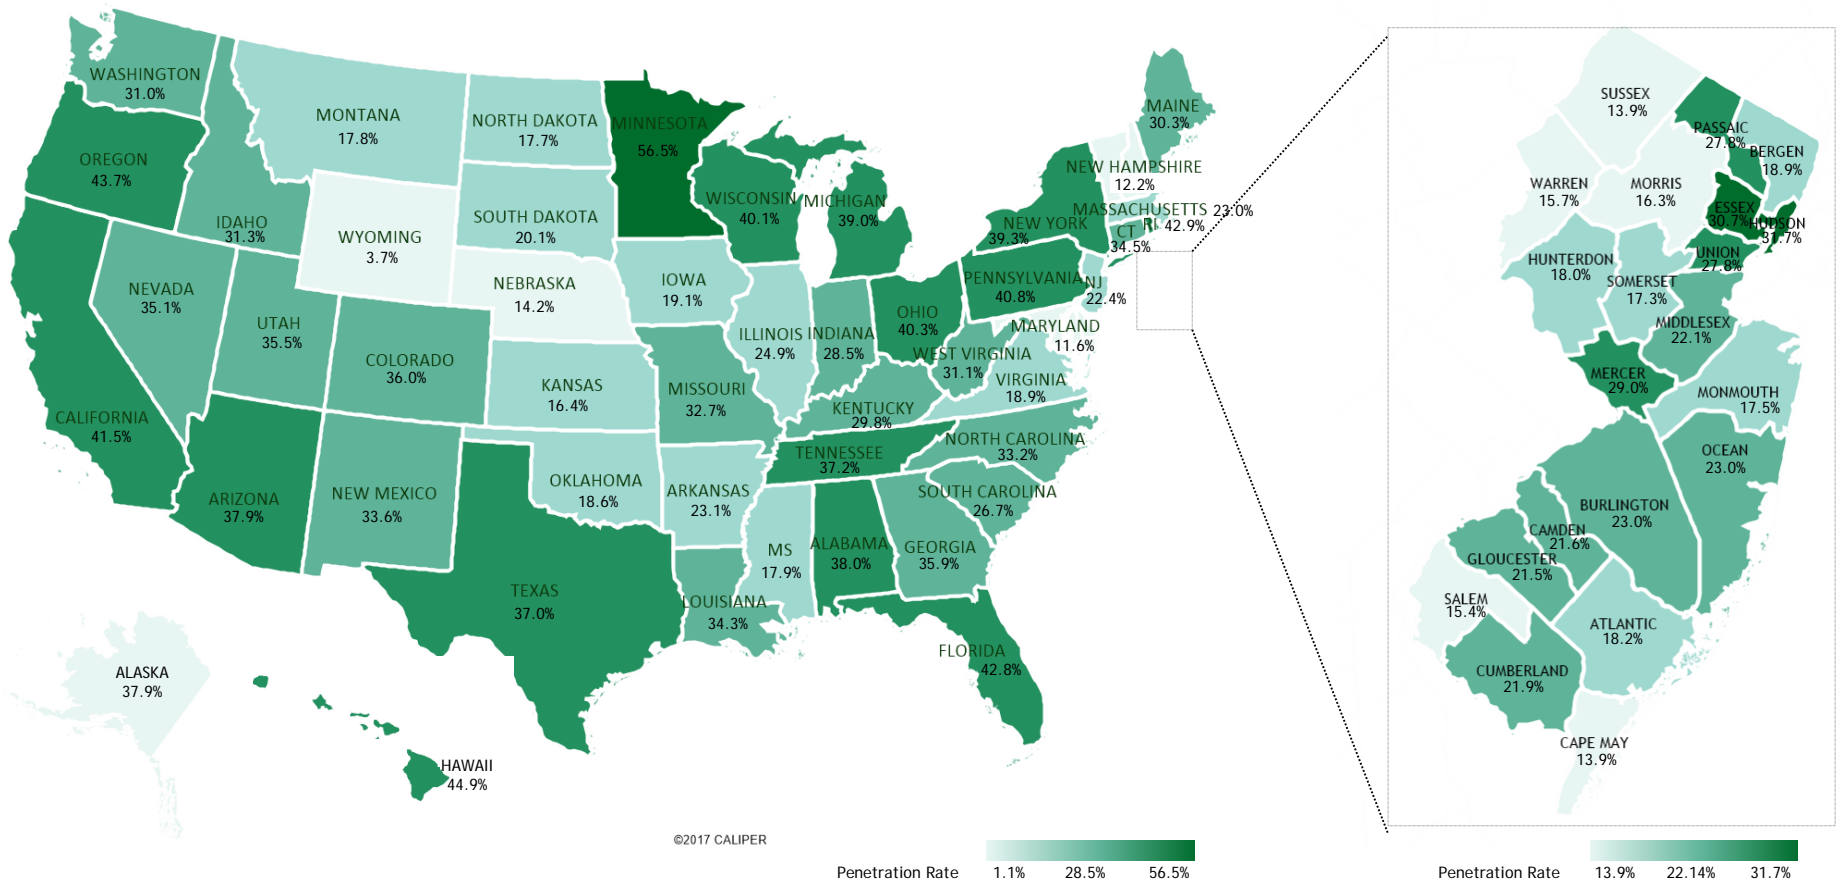 WASHINGTON
31.0%
OREGON
43.7%
CALIFORNIA
41.5%
IDAHO
31.3%
NEVADA
35.1%
MONTANA
17.8%
WYOMING
3.7%
UTAH
35.5%
COLORADO
36.0%
ARIZONA
37.9%
NEW MEXICO
33.6%
NORTH DAKOTA
17.7%
SOUTH DAKOTA
20.1%
NEBRASKA
14.2%
KANSAS
16.4%
OKLAHOMA
18.6%
TEXAS
37.0%
MINNESOTA
56.5%
IOWA
19.1%
MISSOURI
32.7%
ARKANSAS
23.1%
LOUISIANA
34.3%
WISCONSIN
40.1%
ILLINOIS
24.9%
MICHIGAN
39.0%
INDIANA
28.5%
OHIO
40.3%
KENTUCKY
29.8%
TENNESSEE
37.2%
MS
17.9%
ALABAMA
38.0%
GEORGIA
35.9%
FLORIDA
42.8%
SOUTH CAROLINA
26.7%
NORTH CAROLINA
33.2%
VIRGINIA
18.9%
WEST VIRGINIA
31.1%
MARYLAND
11.6%
PENNSYLVANIA
40.8%
NJ
22.4%
NEW YORK
39.3%
CT
34.5%
RI
42.9%
MASSACHUSETTS
23.0%
NEW HAMPSHIRE
12.2%
MAINE
30.3%
ALASKA
37.9%
HAWAII
44.9%
©2017 CALIPER
Penetration Rate 1.1% 28.5% 56.5%
SUSSEX
13.9%
PASSAIC
27.8%
BERGEN
18.9%
WARREN
15.7%
MORRIS
16.3%
ESSEX
30.7%
HUDSON
31.7%
UNION
27.8%
HUNTERDON
18.0%
SOMERSET
17.3%
MIDDLESEX
22.1%
MERCER
29.0%
MONMOUTH
17.5%
OCEAN
23.0%
BURLINGTON
23.0%
CAMDEN
21.6%
GLOUCESTER
21.5%
SALEM
15.4%
ATLANTIC
18.2%
CUMBERLAND
21.9%
CAPE MAY
13.9%
Penetration Rate 13.9% 22.14% 31.7%